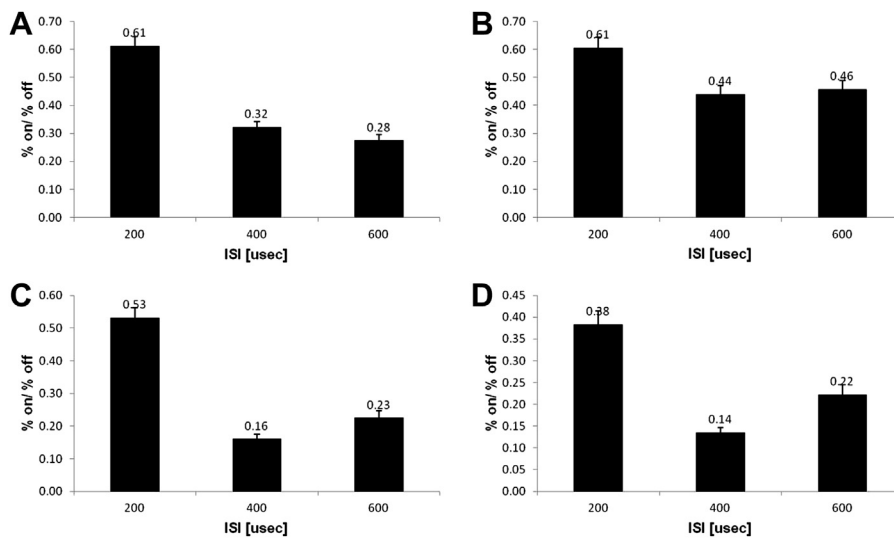 A
% on/ % off
0.70
0.60
0.50
0.40
0.30
0.20
0.10
0.00
0.61
0.32
0.28
200 400 600
ISI [usec]
B
% on/ % off
0.70
0.60
0.50
0.40
0.30
0.20
0.10
0.00
0.61
0.44
0.46
200 400 600
ISI [usec]
C
% on/ % off
0.60
0.50
0.40
0.30
0.20
0.10
0.00
0.53
0.16
0.23
200 400 600
ISI [usec]
D
% on/ % off
0.45
0.40
0.35
0.30
0.25
0.20
0.15
0.10
0.05
0.00
0.38
0.14
0.22
200 400 600
ISI [usec]